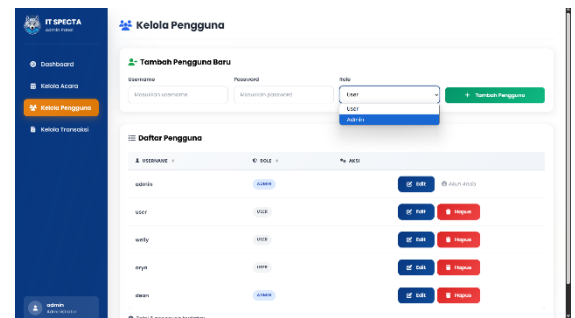 IT SPECTA
admin Panel
Dashboard
Kelola Acara
Kelola Pengguna
Kelola Transaksi
admin
Administrator
Kelola Pengguna
Tambah Pengguna Baru
Username
Password
Role
Masukkan username
Masukkan password
User
User
Admin
+ Tambah Pengguna
Daftar Pengguna
USERNAME
ROLE
AKSI
admin
ADMIN
Edit
Akun Anda
user
USER
Edit
Hapus
welly
USER
Edit
Hapus
USER
Edit
Hapus
ADMIN
Edit
Hapus